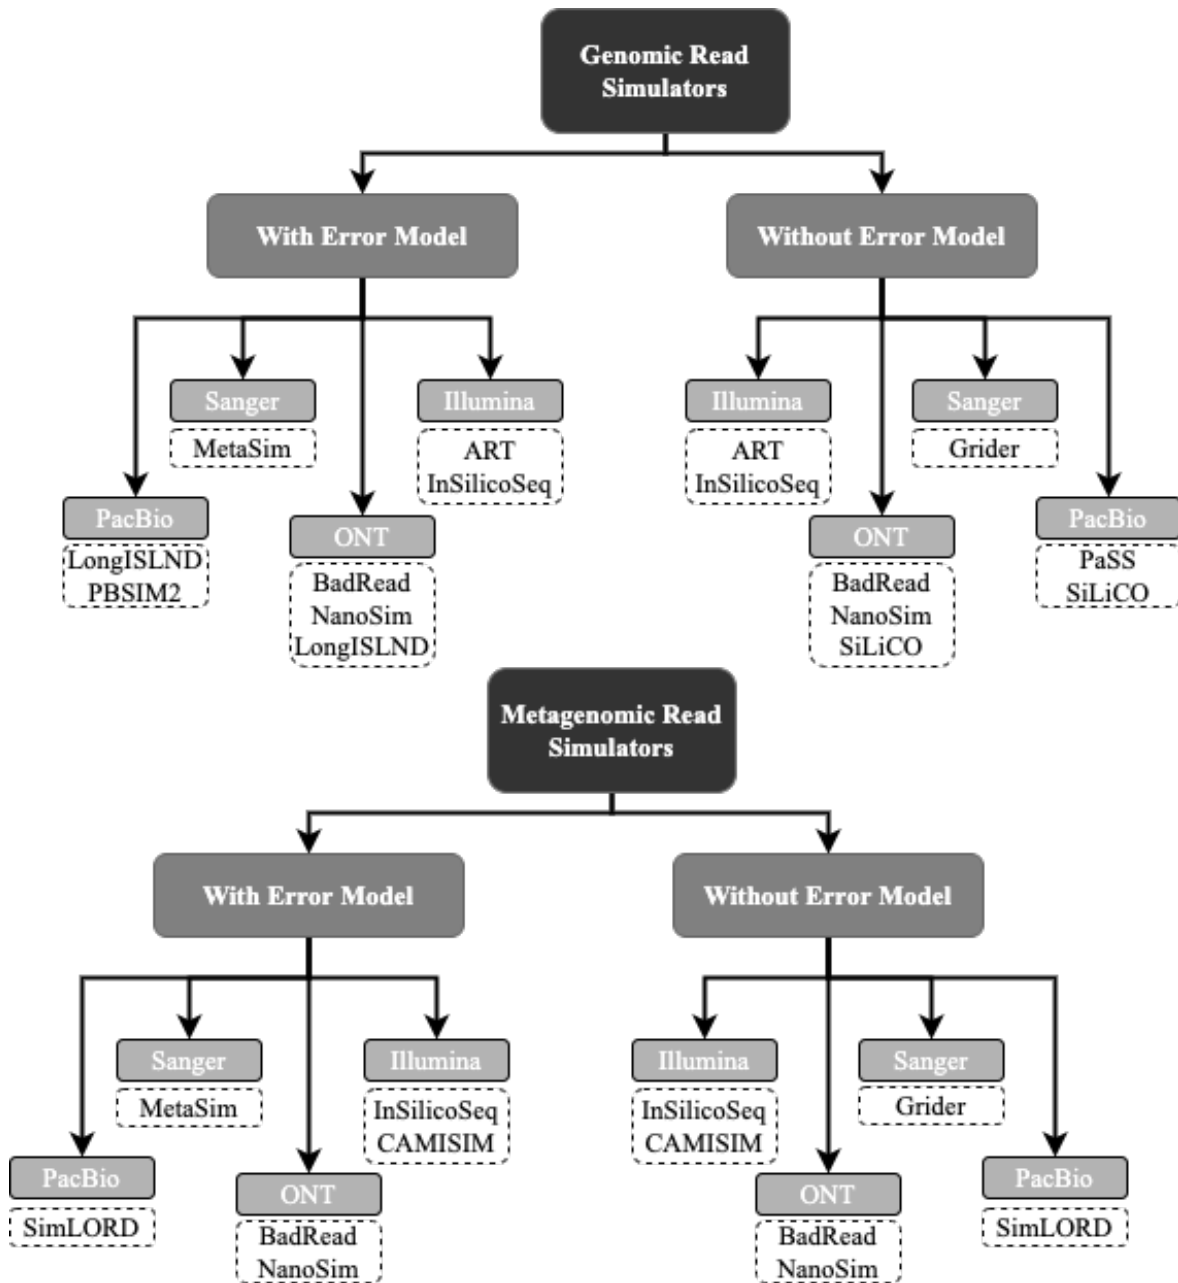 Genomic Read
Simulators
With Error Model
Without Error Model
Sanger
MetaSim
Illumina
ART
InSilicoSeq
PacBio
LongISLND
PBSIM2
ONT
BadRead
NanoSim
LongISLND
Illumina
ART
InSilicoSeq
Sanger
Grider
ONT
BadRead
NanoSim
SiLiCO
PacBio
PaSS
SiLiCO
Metagenomic Read
Simulators
With Error Model
Without Error Model
Sanger
MetaSim
Illumina
InSilicoSeq
CAMISIM
PacBio
SimLORD
ONT
BadRead
NanoSim
Illumina
InSilicoSeq
CAMISIM
Sanger
Grider
ONT
BadRead
NanoSim
PacBio
SimLORD